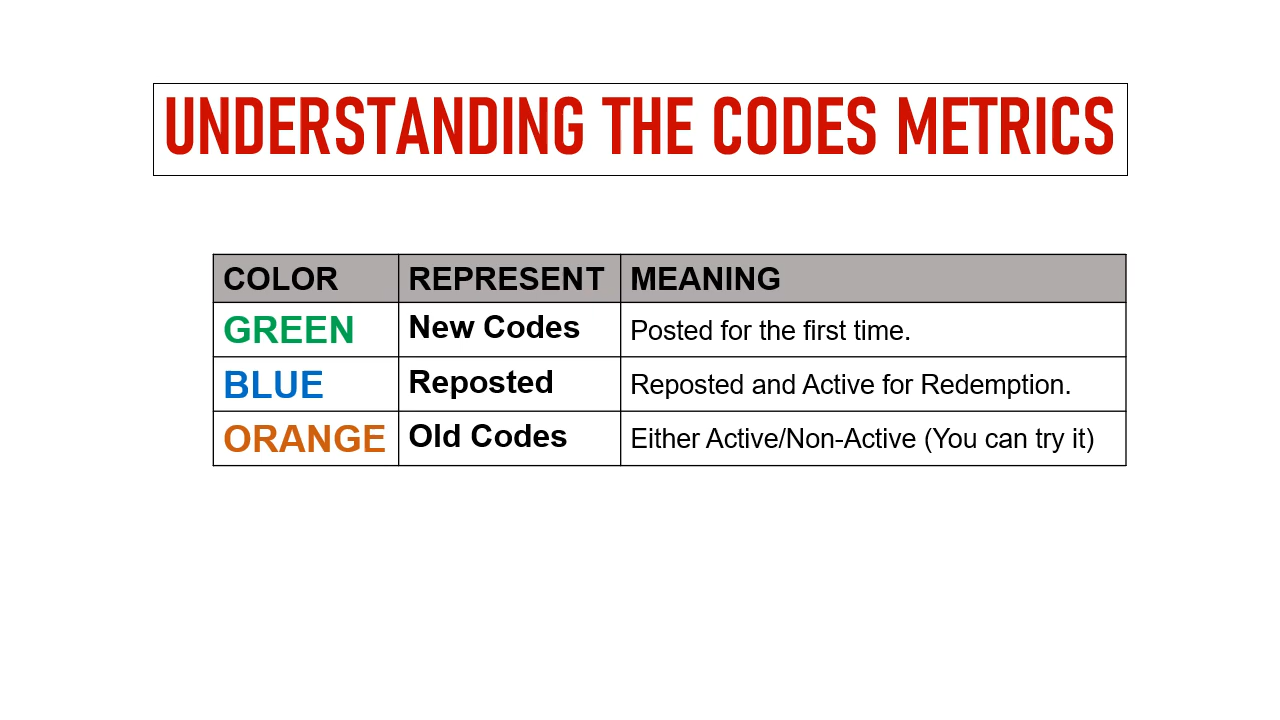 UNDERSTANDING THE CODES METRICS
COLOR REPRESENT MEANING
GREEN New Codes Posted for the first time.
BLUE Reposted Reposted and Active for Redemption.
ORANGE Old Codes Either Active/Non-Active (You can try it)